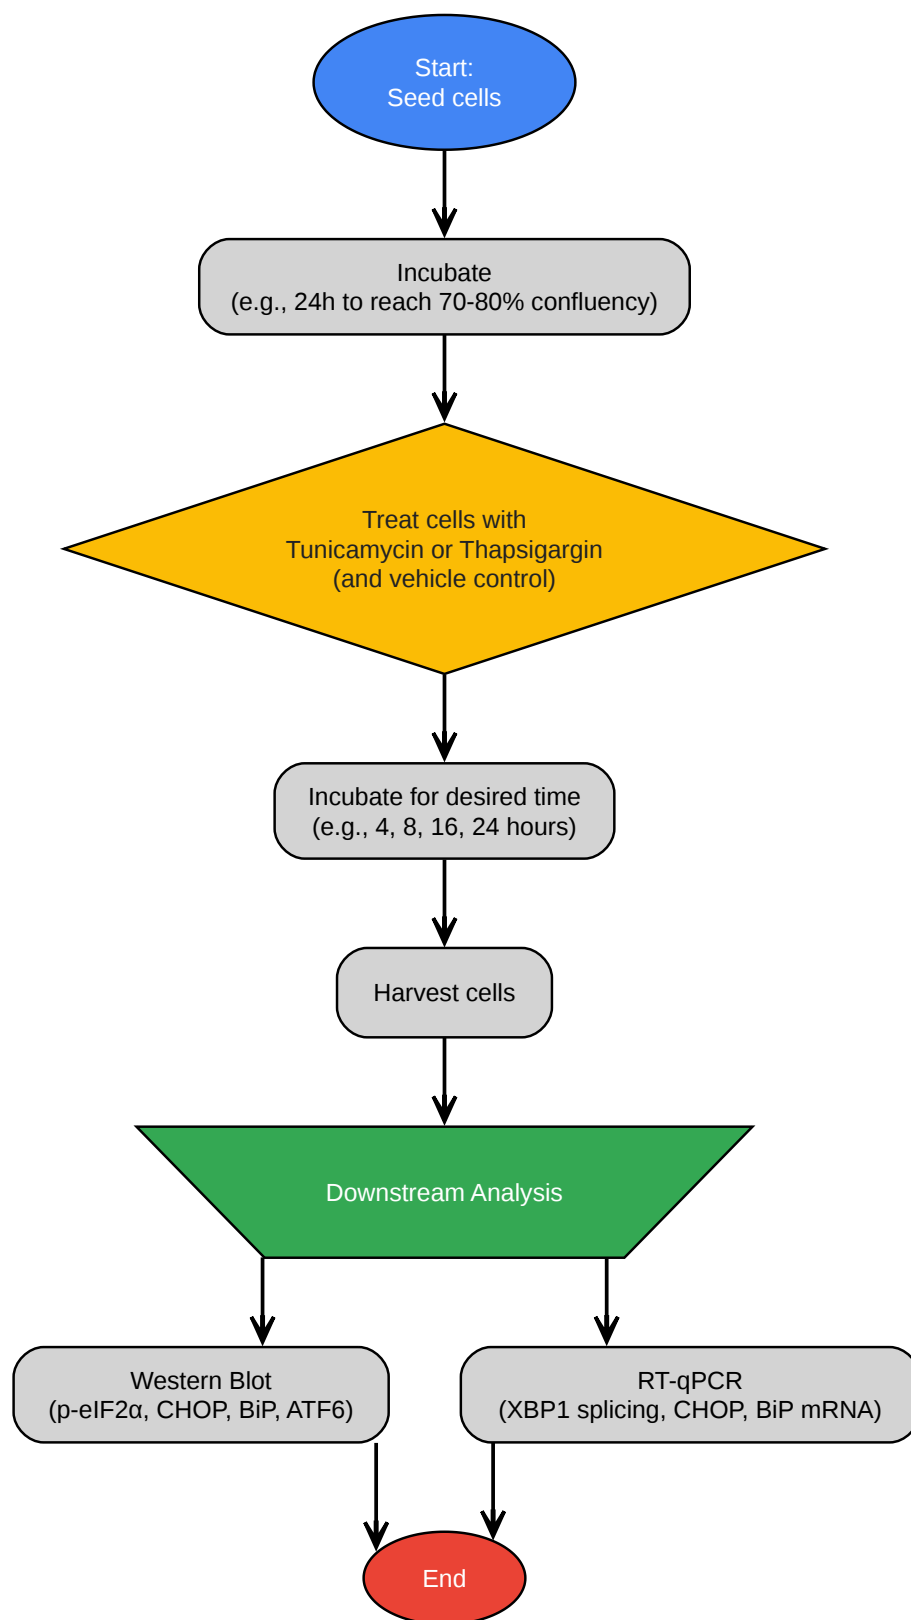 Start:
Seed cells
Incubate
(e.g., 24h to reach 70-80% confluency)
Treat cells with
Tunicamycin or Thapsigargin
(and vehicle control)
Incubate for desired time
(e.g., 4, 8, 16, 24 hours)
Harvest cells
Downstream Analysis
Western Blot
(p-eIF2α, CHOP, BiP, ATF6)
RT-qPCR
(XBP1 splicing, CHOP, BiP mRNA)
End